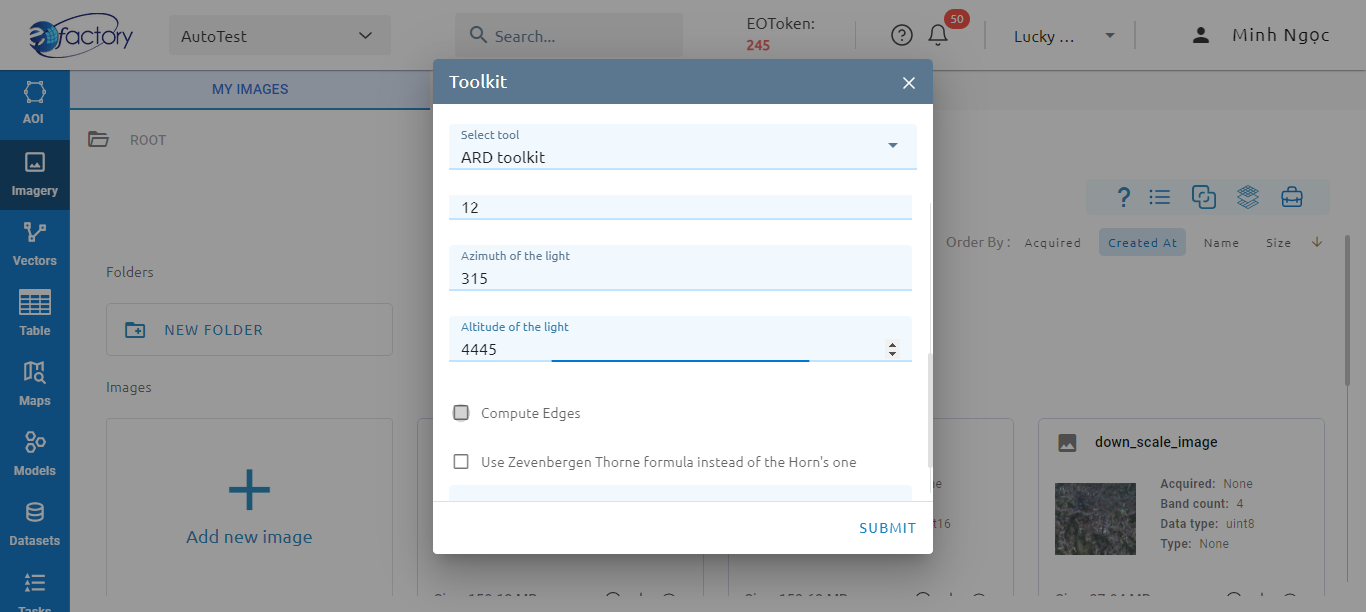 eofactory
AutoTest
Search...
EOToken:
245
50
Lucky ...
Minh Ngọc
AOI
Imagery
Vectors
Table
Maps
Models
Datasets
Tasks
MY IMAGES
ROOT
Order By :
Acquired
Created At
Name
Size
Folders
NEW FOLDER
Images
Add new image
Toolkit
Select tool
ARD toolkit
12
Azimuth of the light
315
Altitude of the light
4445
Compute Edges
Use Zevenbergen Thorne formula instead of the Horn's one
SUBMIT
down_scale_image
Acquired: None
Band count: 4
Data type: uint8
Type: None